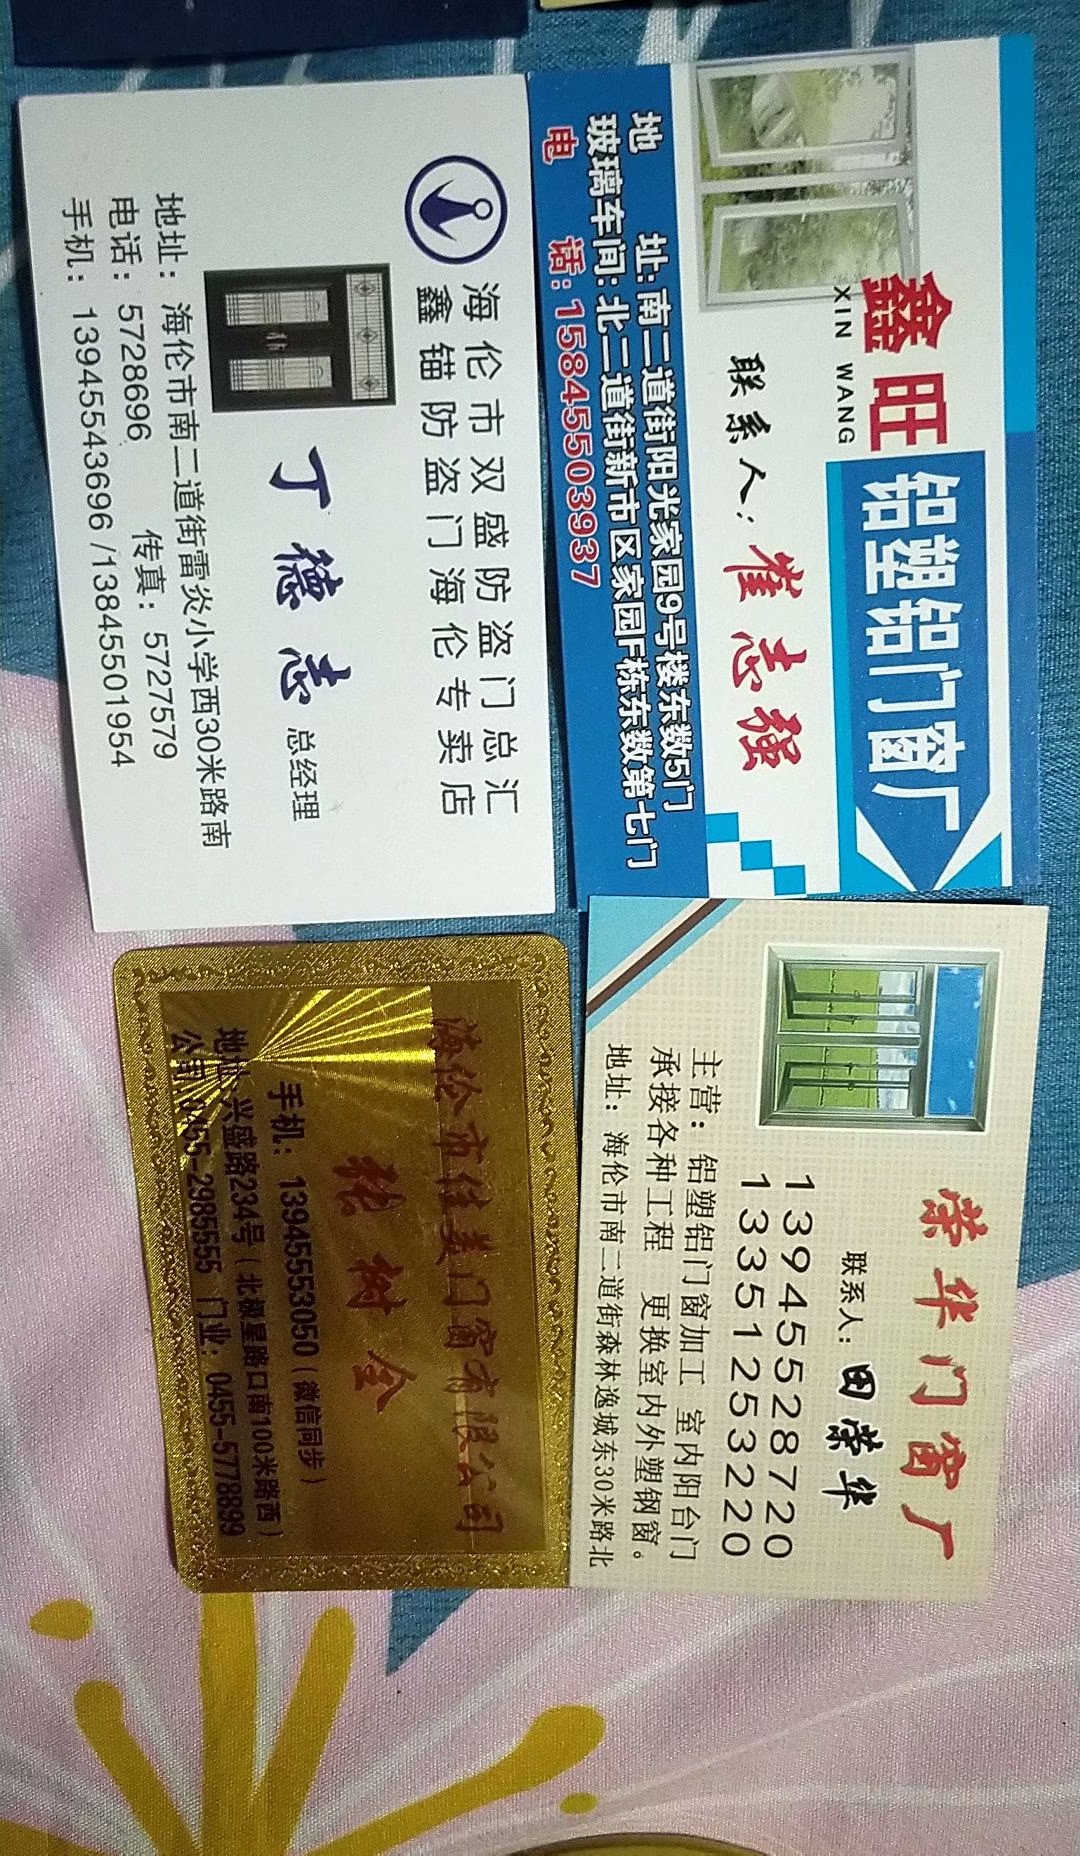 鑫旺
XIN WANG
铝塑铝门窗厂
联系人:崔志强
地 址:南二道街阳光家园9号楼东数5门
玻璃车间:北二道街新市区家园F栋东数第七门
电 话:15845503937
海伦市双盛防盗门总汇
鑫锚防盗门海伦专卖店
丁德志 总经理
地址：海伦市南二道街雷炎小学西30米路南
电话：5728696 传真：5727579
手机：13945543696/13845501954
荣华门窗厂
联系人：田荣华
13945528720
13351253220
主营：铝塑铝门窗加工 室内阳台门
承接各种工程 更换室内外塑钢窗。
地址：海伦市南二道街森林逸城东30米路北
海伦市佳美门窗有限公司
张树全
手机：13945553050（微信同步）
地址：兴盛路234号（北极星路口南100米路西）
公司：0455-2985555 门业：0455-5778899